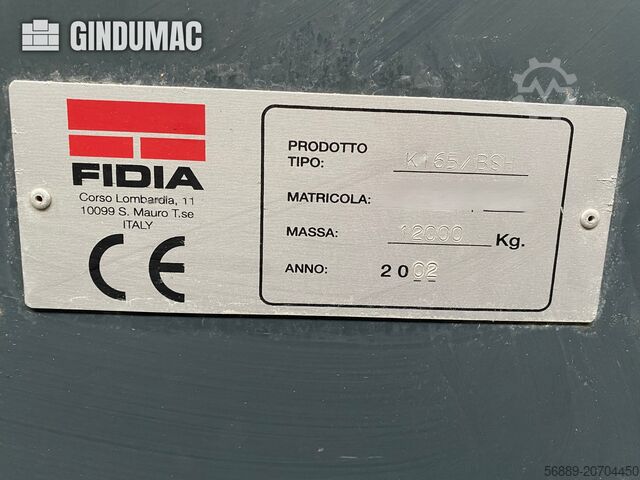 GINDUMAC
FIDIA
Corso Lombardia, 11
10099 S. Mauro T.se
ITALY
CE
PRODOTTO
TIPO: K165/BSH
MATRICOLA:
MASSA: 12000 Kg.
ANNO: 2002
56889-20704450